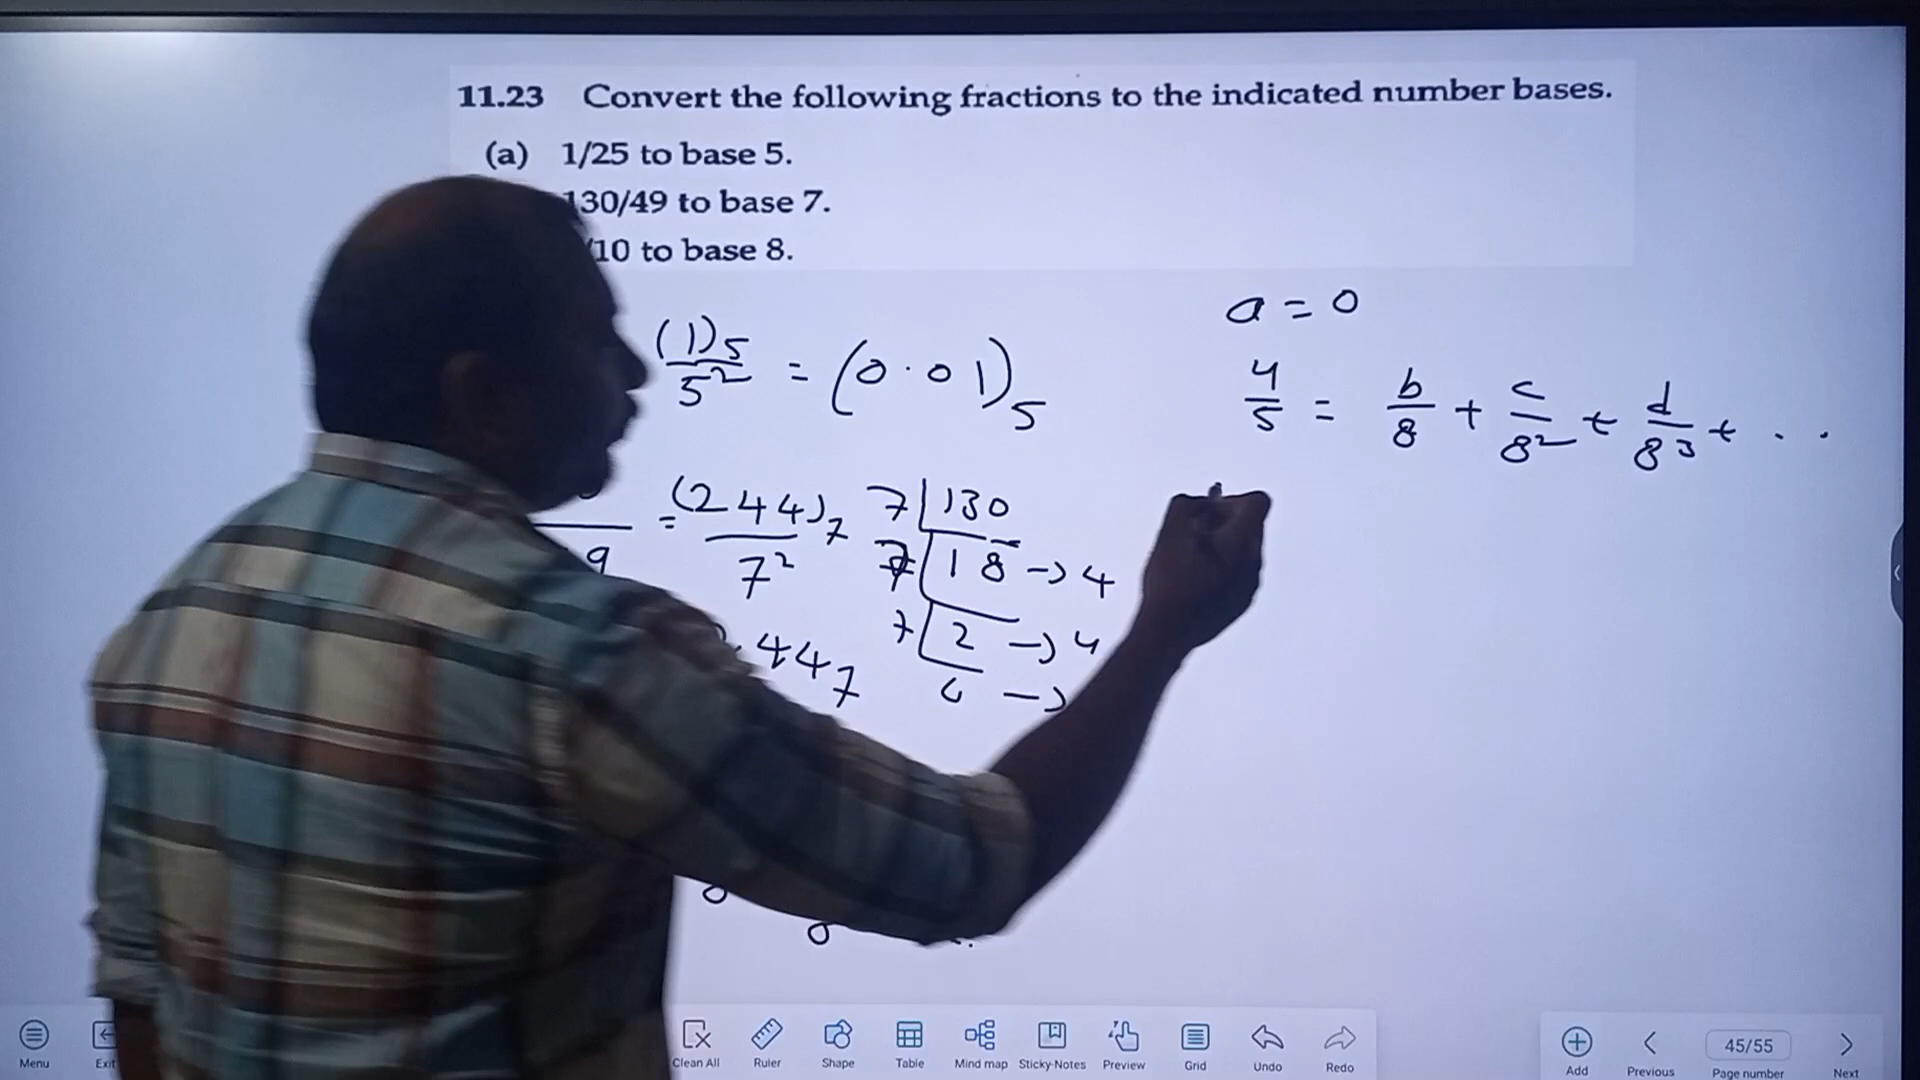 11.23 Convert the following fractions to the indicated number bases.
(a) 1/25 to base 5.
130/49 to base 7.
/10 to base 8.
(1)5/5² = (0.01)5
= (244)7/7²
9
.447
7|130
7|18 → 4
7|2 → 4
a = 0
4/5 = b/8 + c/8² + d/8³ + ..
Menu
Exit
Clean All
Ruler
Shape
Table
Mind map
Sticky-Notes
Preview
Grid
Undo
Redo
Add
Previous
45/55
Page number
Next